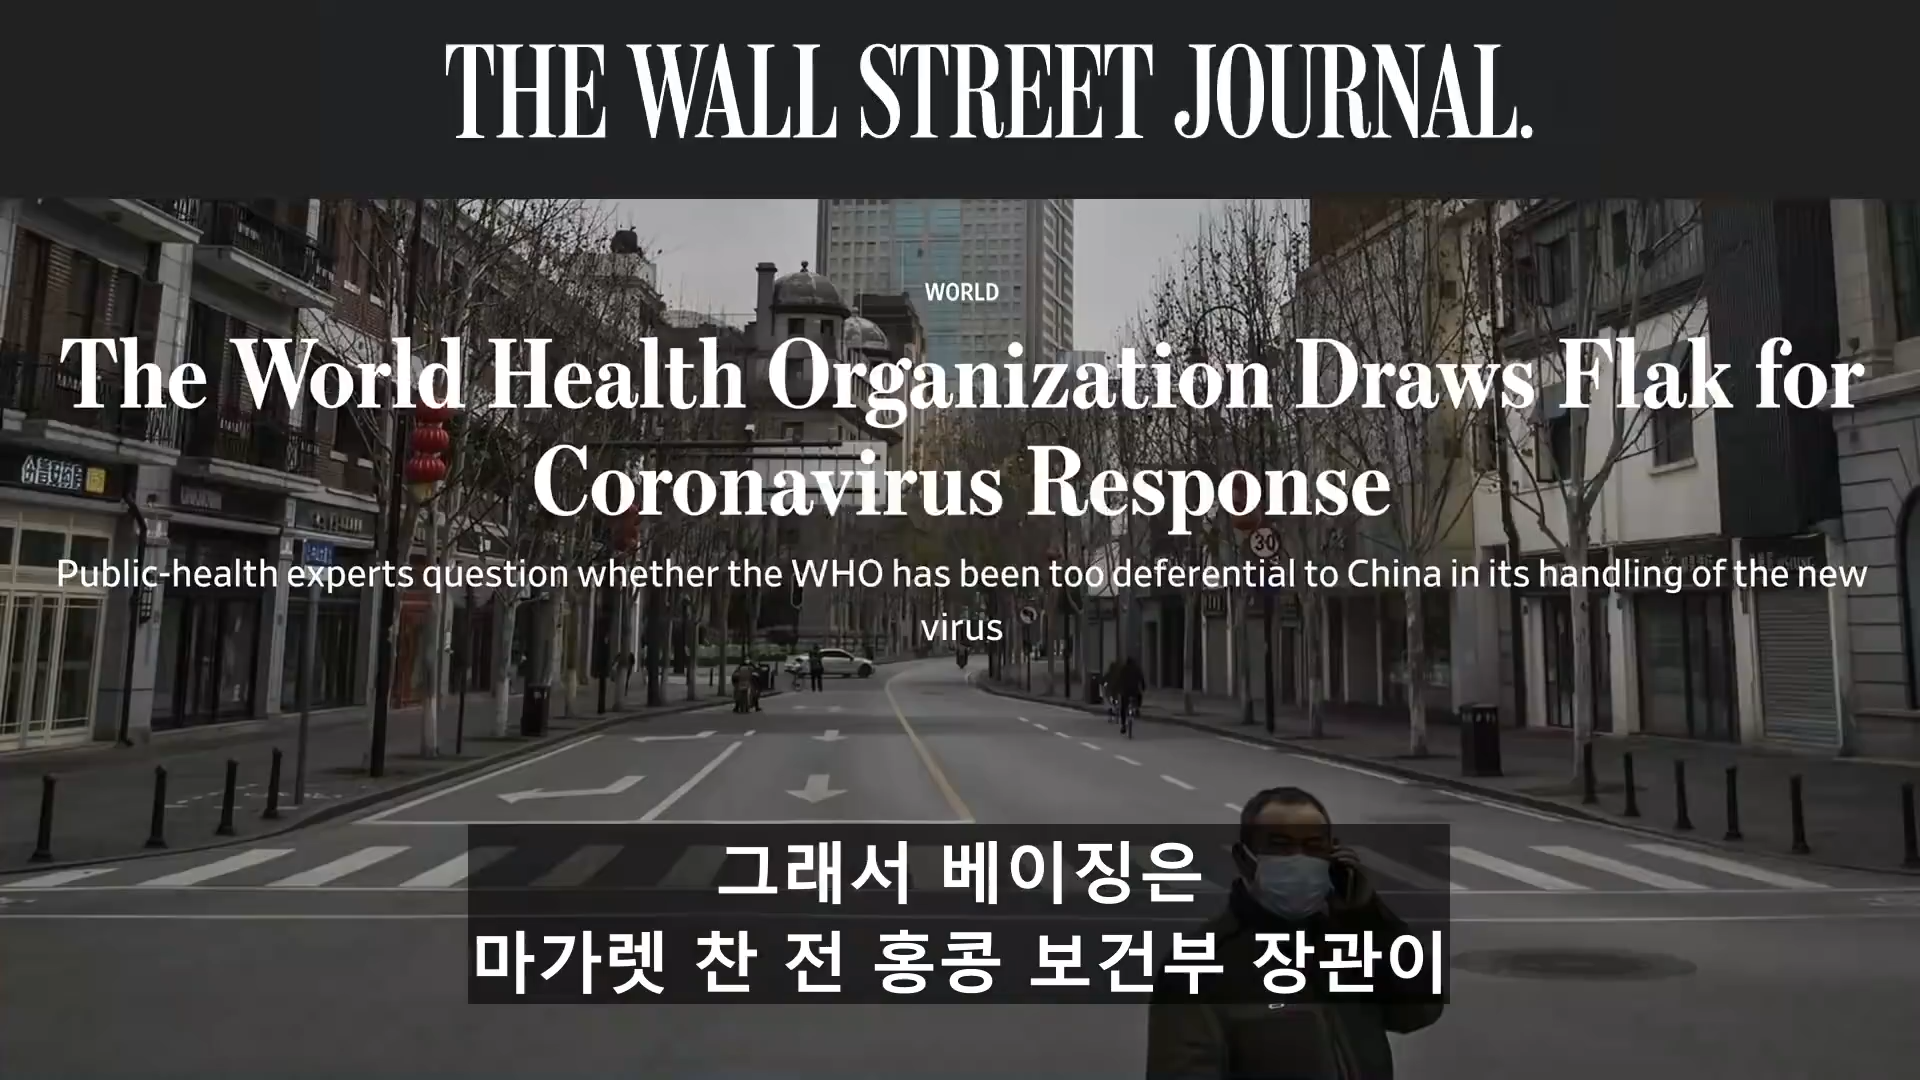 THE WALL STREET JOURNAL.
WORLD
The World Health Organization Draws Flak for
Coronavirus Response
Public-health experts question whether the WHO has been too deferential to China in its handling of the new
virus
30
그래서 베이징은
마가렛 찬 전 홍콩 보건부 장관이